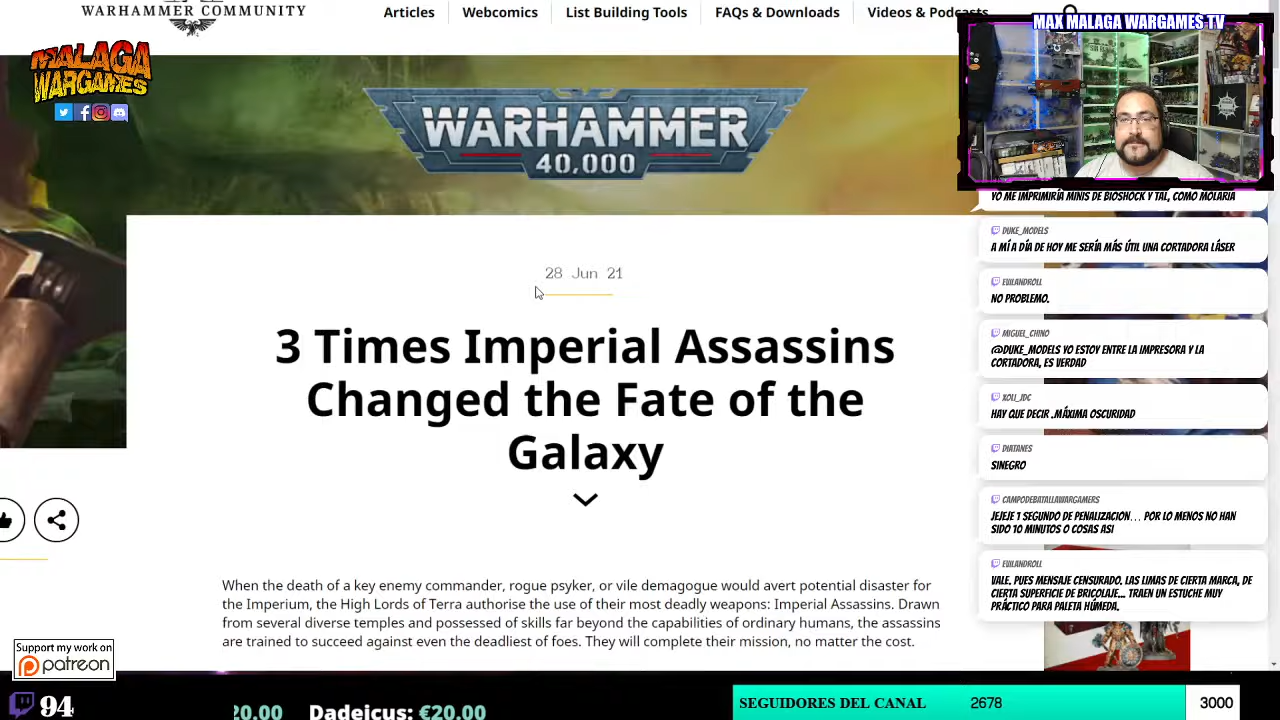 WARHAMMER COMMUNITY
Articles
Webcomics
List Building Tools
FAQs & Downloads
Videos & Podcasts
MAX MALAGA WARGAMES TV
MALAGA
WARGAMES
WARHAMMER
40,000
28 Jun 21
3 Times Imperial Assassins
Changed the Fate of the
Galaxy
When the death of a key enemy commander, rogue psyker, or vile demagogue would avert potential disaster for
the Imperium, the High Lords of Terra authorise the use of their most deadly weapons: Imperial Assassins. Drawn
from several diverse temples and possessed of skills far beyond the capabilities of ordinary humans, the assassins
are trained to succeed against even the deadliest of foes. They will complete their mission, no matter the cost.
YO ME IMPRIMIRÍA MINIS DE BIOSHOCK Y TAL, COMO MOLARIA
DUKE_MODELS
A MÍ A DÍA DE HOY ME SERÍA MÁS ÚTIL UNA CORTADORA LÁSER
EVILANDROLL
NO PROBLEMO.
MIGUEL_CHINO
@DUKE_MODELS YO ESTOY ENTRE LA IMPRESORA Y LA
CORTADORA, ES VERDAD
XOLI_JDC
HAY QUE DECIR .MÁXIMA OSCURIDAD
DIATANES
SINEGRO
CAMPODEBATALLAWARGAMERS
JEJEJE 1 SEGUNDO DE PENALIZACION... POR LO MENOS NO HAN
SIDO 10 MINUTOS O COSAS ASI
EVILANDROLL
VALE. PUES MENSAJE CENSURADO. LAS LIMAS DE CIERTA MARCA, DE
CIERTA SUPERFICIE DE BRICOLAJE... TRAEN UN ESTUCHE MUY
PRÁCTICO PARA PALETA HÚMEDA.
Support my work on
patreon
94
20.00 Dadeicus: €20.00
SEGUIDORES DEL CANAL 2678 3000